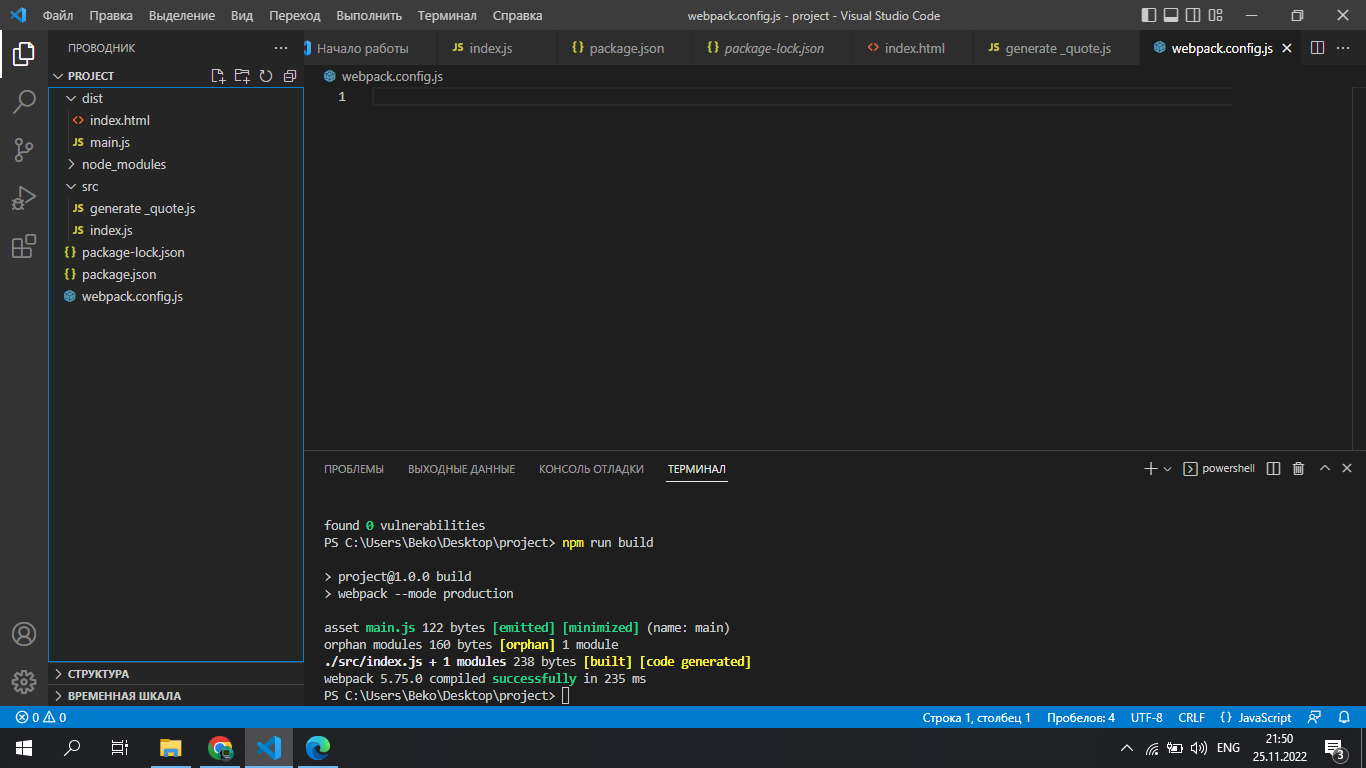 Файл Правка Выделение Вид Переход Выполнить Терминал Справка webpack.config.js - project - Visual Studio Code
ПРОВОДНИК
Начало работы index.js package.json package-lock.json index.html generate _quote.js webpack.config.js
PROJECT
webpack.config.js
1
dist
index.html
main.js
node_modules
src
generate _quote.js
index.js
package-lock.json
package.json
webpack.config.js
СТРУКТУРА
ВРЕМЕННАЯ ШКАЛА
ПРОБЛЕМЫ ВЫХОДНЫЕ ДАННЫЕ КОНСОЛЬ ОТЛАДКИ ТЕРМИНАЛ powershell
found 0 vulnerabilities
PS C:\Users\Beko\Desktop\project> npm run build
> project@1.0.0 build
> webpack --mode production
asset main.js 122 bytes [emitted] [minimized] (name: main)
orphan modules 160 bytes [orphan] 1 module
./src/index.js + 1 modules 238 bytes [built] [code generated]
webpack 5.75.0 compiled successfully in 235 ms
PS C:\Users\Beko\Desktop\project>
0 0 Строка 1, столбец 1 Пробелов: 4 UTF-8 CRLF JavaScript
ENG
21:50
25.11.2022
3